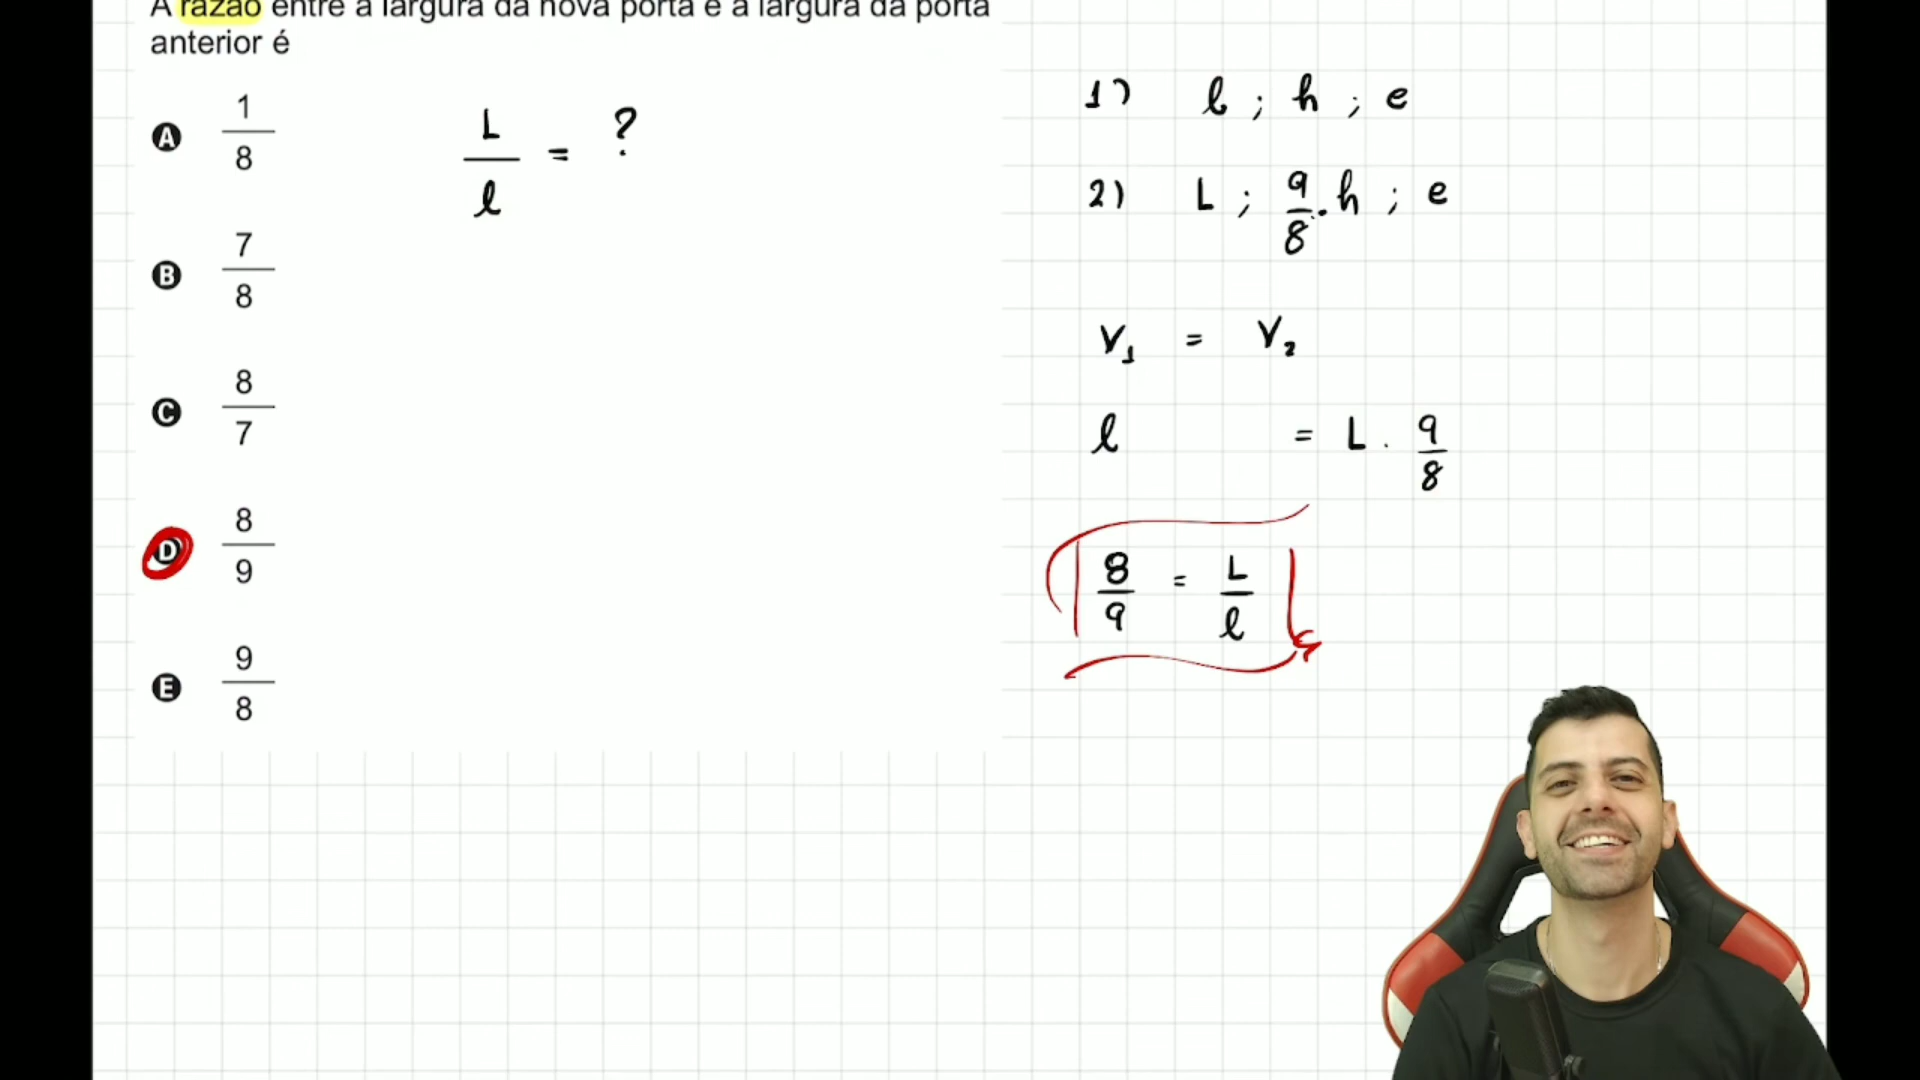 A razão entre a largura da nova porta e a largura da porta
anterior é
A 1/8
B 7/8
C 8/7
D 8/9
E 9/8
L/ℓ = ?
1) ℓ ; h ; e
2) L ; 9/8 . h ; e
V₁ = V₂
ℓ = L . 9/8
8/9 = L/ℓ